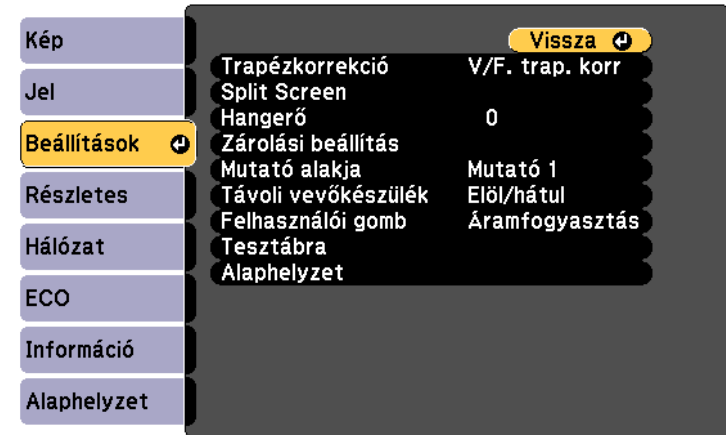 Kép
Jel
Beállítások
Részletes
Hálózat
ECO
Információ
Alaphelyzet
Vissza
Trapézkorrekció V/F. trap. korr
Split Screen
Hangerő 0
Zárolási beállítás
Mutató alakja Mutató 1
Távoli vevőkészülék Elöl/hátul
Felhasználói gomb Áramfogyasztás
Tesztábra
Alaphelyzet